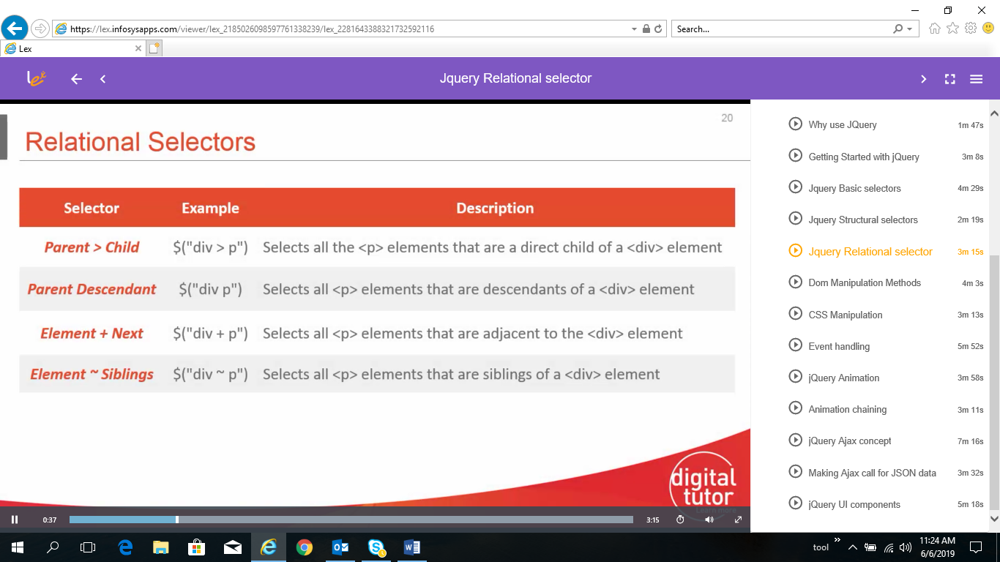 https://lex.infosysapps.com/viewer/lex_2185026098597761338239/lex_2281643388321732592116
Search...
Lex
lex
Jquery Relational selector
20
Relational Selectors
Selector Example Description
Parent > Child $("div > p") Selects all the <p> elements that are a direct child of a <div> element
Parent Descendant $("div p") Selects all <p> elements that are descendants of a <div> element
Element + Next $("div + p") Selects all <p> elements that are adjacent to the <div> element
Element ~ Siblings $("div ~ p") Selects all <p> elements that are siblings of a <div> element
digital
tutor
Learn more
0:37 3:15
Why use JQuery 1m 47s
Getting Started with jQuery 3m 8s
Jquery Basic selectors 4m 29s
Jquery Structural selectors 2m 19s
Jquery Relational selector 3m 15s
Dom Manipulation Methods 4m 3s
CSS Manipulation 3m 13s
Event handling 5m 52s
jQuery Animation 3m 58s
Animation chaining 3m 11s
jQuery Ajax concept 7m 16s
Making Ajax call for JSON data 3m 32s
jQuery UI components 5m 18s
tool
11:24 AM
6/6/2019